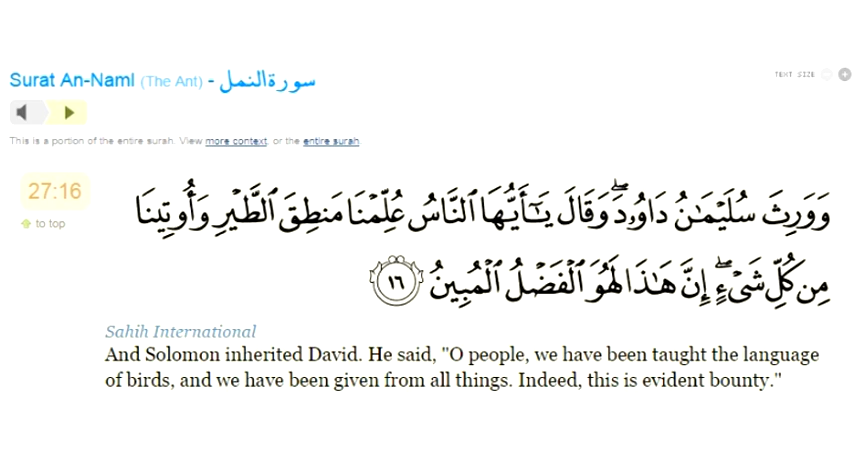 Surat An-Naml (The Ant) - سورة النمل
TEXT SIZE
This is a portion of the entire surah. View more context, or the entire surah.
27:16
to top
وَوَرِثَ سُلَيْمَـٰنُ دَاوُۥدَ ۖ وَقَالَ يَـٰٓأَيُّهَا ٱلنَّاسُ عُلِّمْنَا مَنطِقَ ٱلطَّيْرِ وَأُوتِينَا
مِن كُلِّ شَىْءٍ ۖ إِنَّ هَـٰذَا لَهُوَ ٱلْفَضْلُ ٱلْمُبِينُ ١٦
Sahih International
And Solomon inherited David. He said, "O people, we have been taught the language
of birds, and we have been given from all things. Indeed, this is evident bounty."